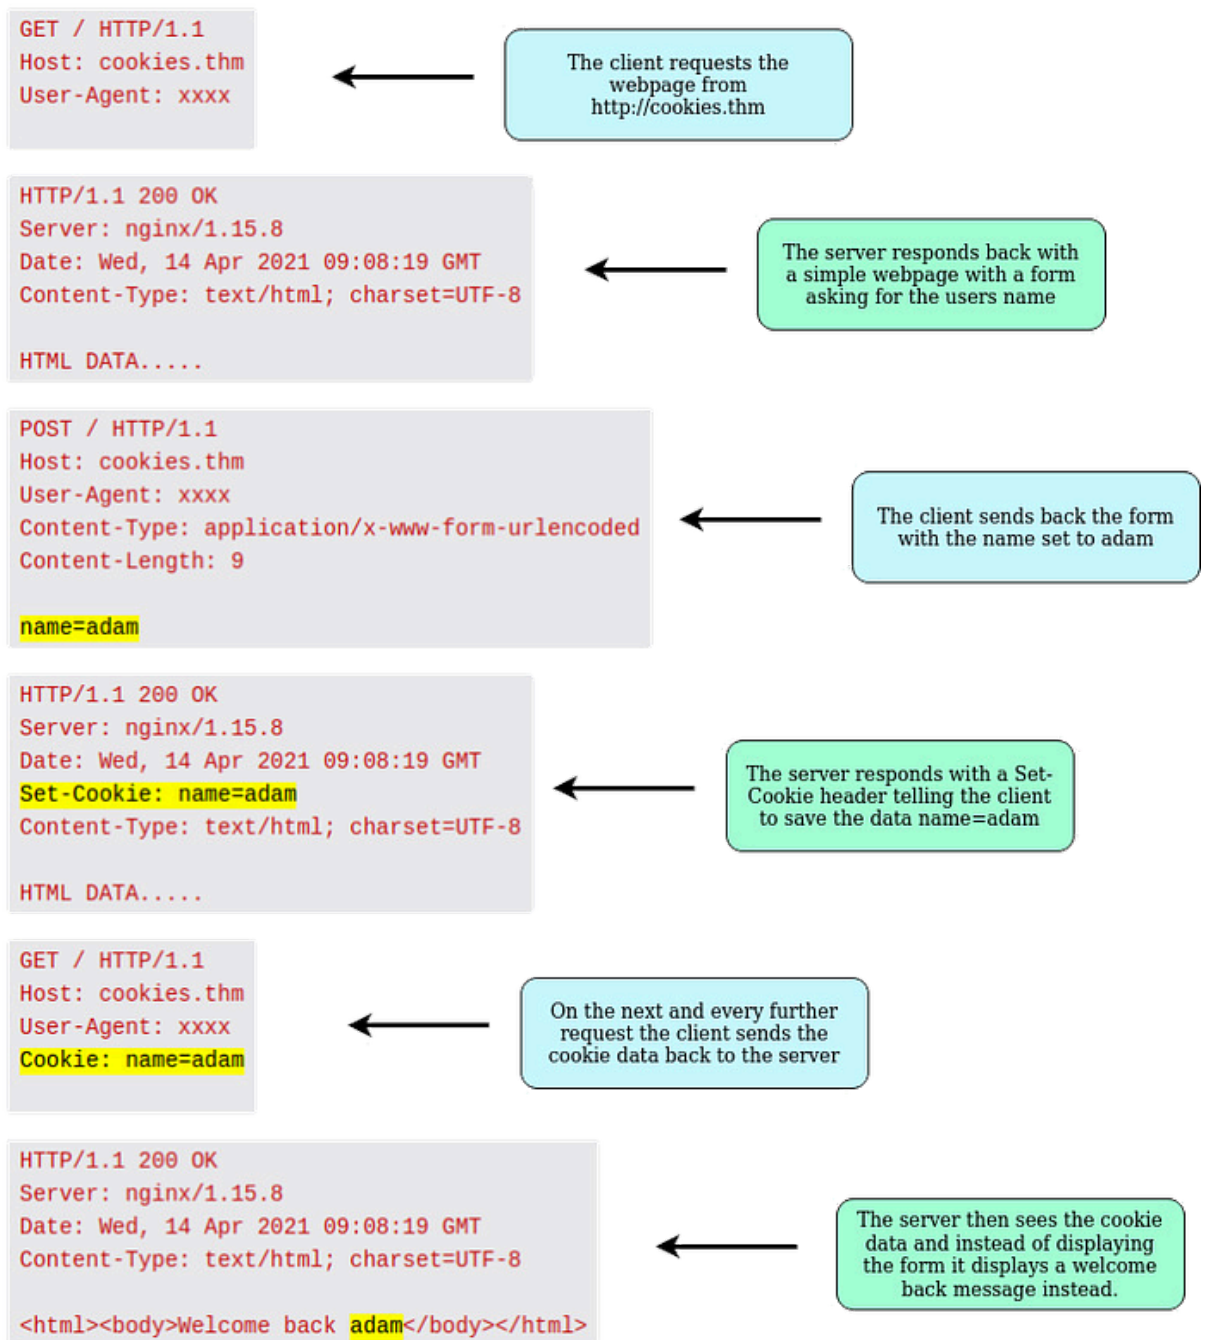 GET / HTTP/1.1
Host: cookies.thm
User-Agent: xxxx
The client requests the
webpage from
http://cookies.thm
HTTP/1.1 200 OK
Server: nginx/1.15.8
Date: Wed, 14 Apr 2021 09:08:19 GMT
Content-Type: text/html; charset=UTF-8
HTML DATA.....
The server responds back with
a simple webpage with a form
asking for the users name
POST / HTTP/1.1
Host: cookies.thm
User-Agent: xxxx
Content-Type: application/x-www-form-urlencoded
Content-Length: 9
name=adam
The client sends back the form
with the name set to adam
HTTP/1.1 200 OK
Server: nginx/1.15.8
Date: Wed, 14 Apr 2021 09:08:19 GMT
Set-Cookie: name=adam
Content-Type: text/html; charset=UTF-8
HTML DATA.....
The server responds with a Set-
Cookie header telling the client
to save the data name=adam
GET / HTTP/1.1
Host: cookies.thm
User-Agent: xxxx
Cookie: name=adam
On the next and every further
request the client sends the
cookie data back to the server
HTTP/1.1 200 OK
Server: nginx/1.15.8
Date: Wed, 14 Apr 2021 09:08:19 GMT
Content-Type: text/html; charset=UTF-8
<html><body>Welcome back adam</body></html>
The server then sees the cookie
data and instead of displaying
the form it displays a welcome
back message instead.